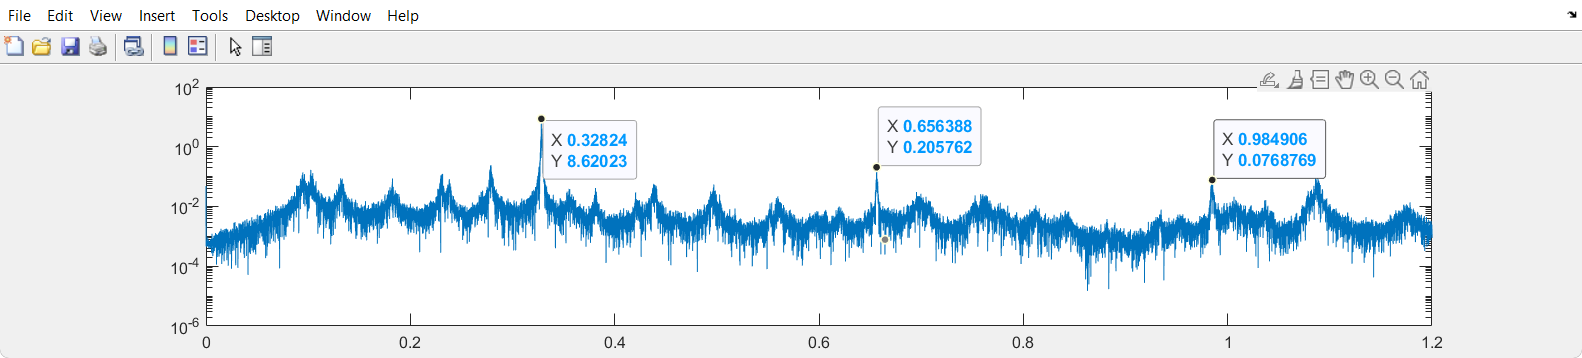 File Edit View Insert Tools Desktop Window Help
10^2
10^0
10^-2
10^-4
10^-6
X 0.32824
Y 8.62023
X 0.656388
Y 0.205762
X 0.984906
Y 0.0768769
0 0.2 0.4 0.6 0.8 1 1.2